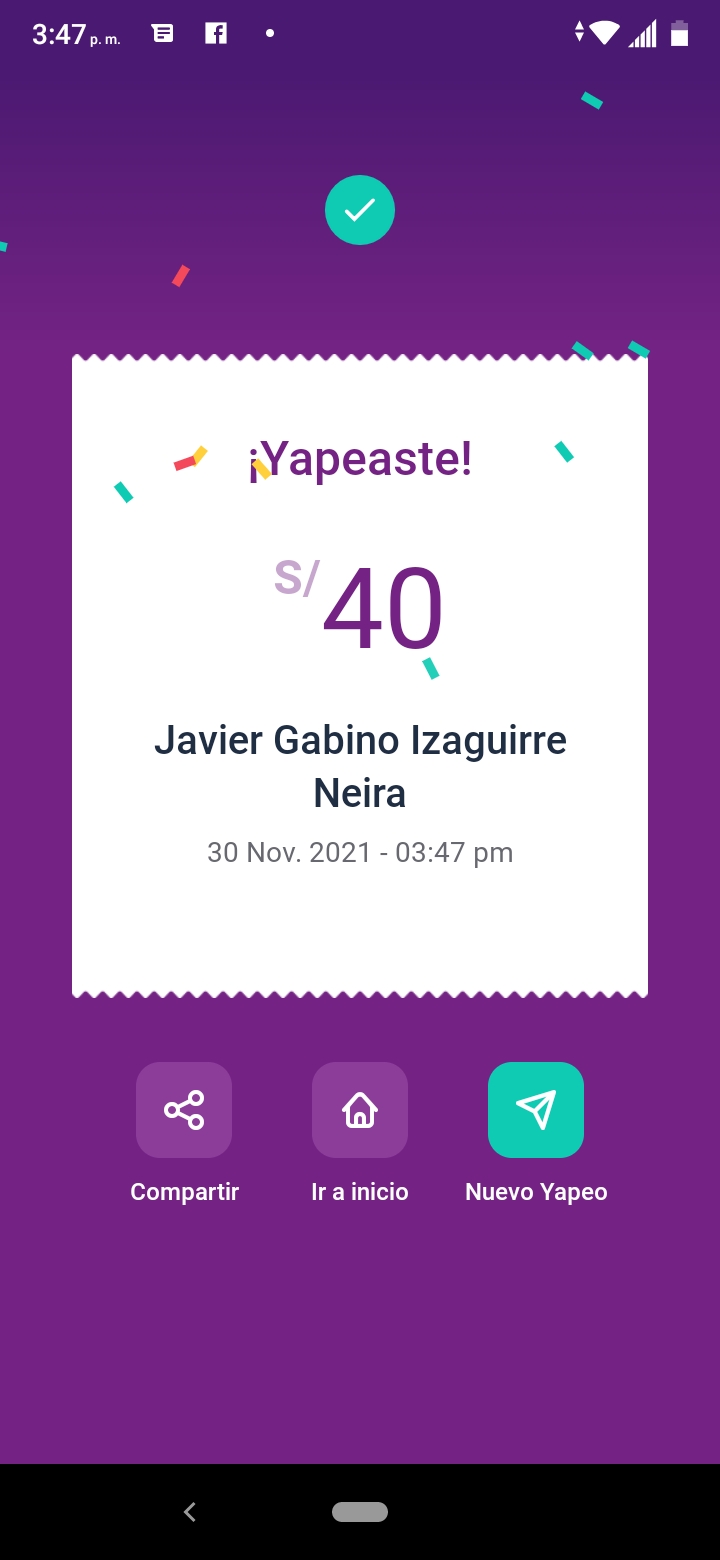 3:47 p. m.
¡Yapeaste!
S/ 40
Javier Gabino Izaguirre
Neira
30 Nov. 2021 - 03:47 pm
Compartir
Ir a inicio
Nuevo Yapeo